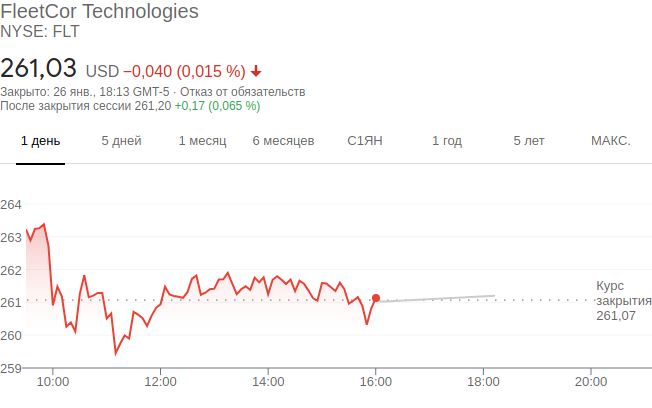 FleetCor Technologies
NYSE: FLT
261,03 USD −0,040 (0,015 %)
Закрыто: 26 янв., 18:13 GMT-5 · Отказ от обязательств
После закрытия сессии 261,20 +0,17 (0,065 %)
1 день 5 дней 1 месяц 6 месяцев С1ЯН 1 год 5 лет МАКС.
264
263
262
261
260
259
Курс
закрытия
261,07
10:00 12:00 14:00 16:00 18:00 20:00